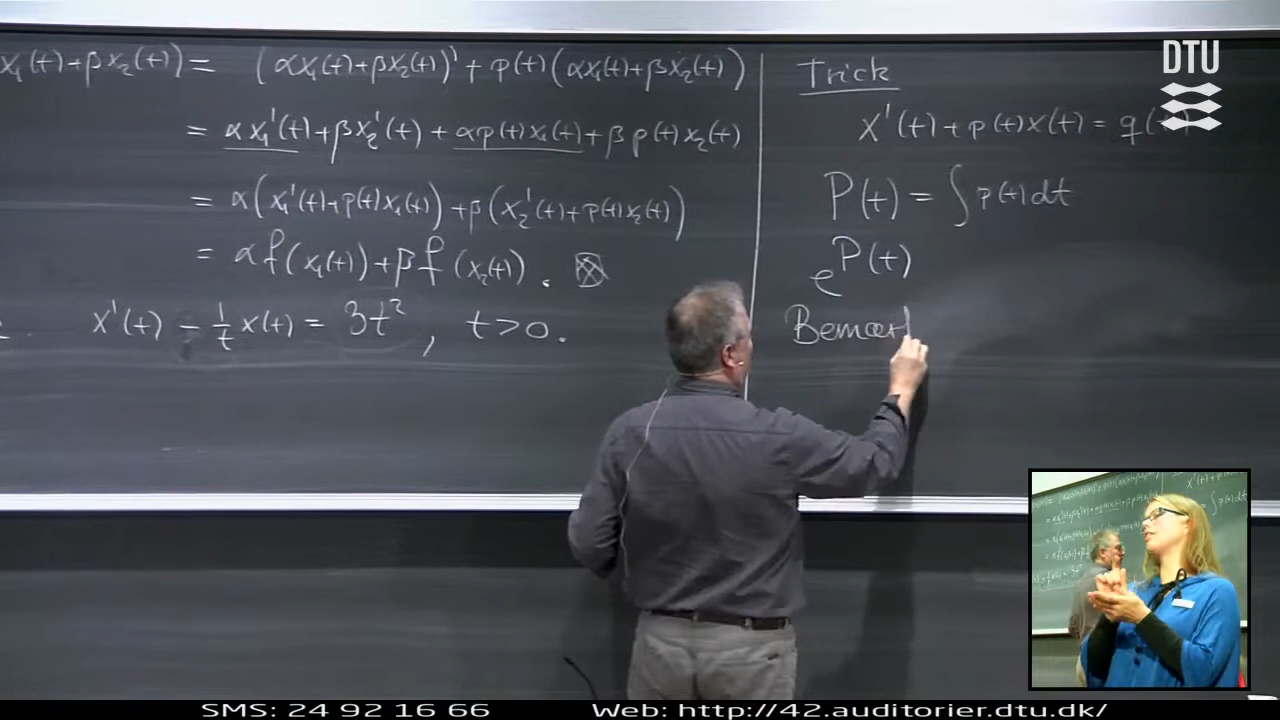 x₁(t)+βx₂(t)) = (αx₁(t)+βx₂(t))' + p(t)(αx₁(t)+βx₂(t))
= αx₁'(t)+βx₂'(t) + αp(t)x₁(t) + βp(t)x₂(t)
= α(x₁'(t)+p(t)x₁(t)) + β(x₂'(t)+p(t)x₂(t))
= αf(x₁(t)) + βf(x₂(t)).
x'(t) - 1/t x(t) = 3t², t>0.
Trick
x'(t)+p(t)x(t) = q(
P(t) = ∫p(t)dt
e^P(t)
Bemær
DTU
SMS: 24 92 16 66 Web: http://42.auditorier.dtu.dk/